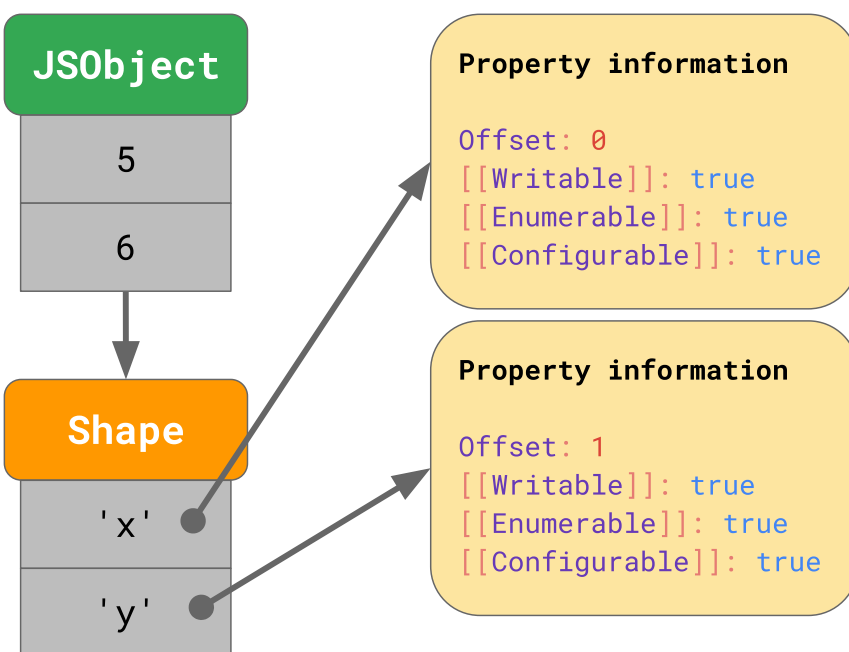 JSObject
5
6
Shape
'x'
'y'
Property information
Offset: 0
[[Writable]]: true
[[Enumerable]]: true
[[Configurable]]: true
Property information
Offset: 1
[[Writable]]: true
[[Enumerable]]: true
[[Configurable]]: true